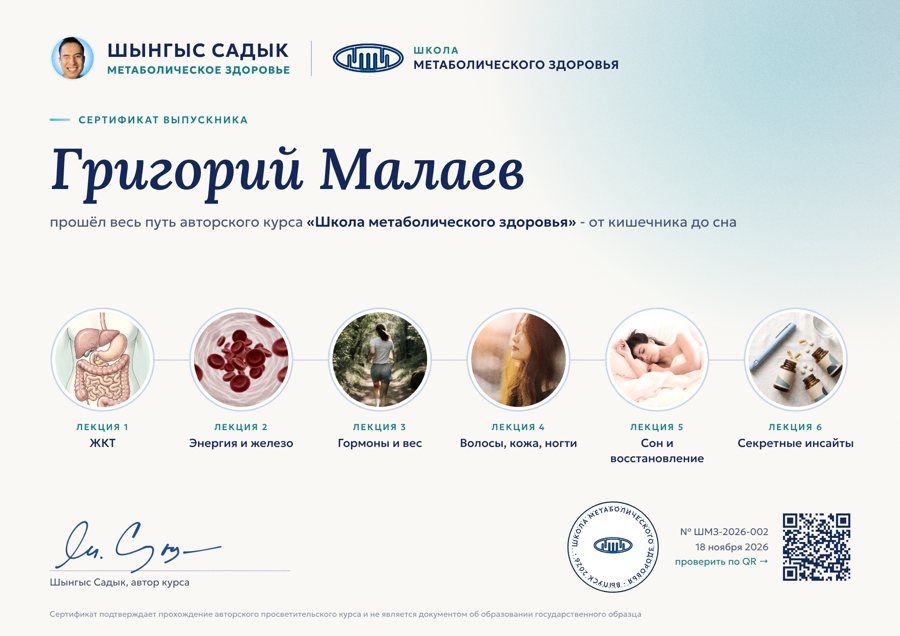 ШЫНГЫС САДЫК
МЕТАБОЛИЧЕСКОЕ ЗДОРОВЬЕ
ШКОЛА
МЕТАБОЛИЧЕСКОГО ЗДОРОВЬЯ
СЕРТИФИКАТ ВЫПУСКНИКА
Григорий Малаев
прошёл весь путь авторского курса «Школа метаболического здоровья» - от кишечника до сна
ЛЕКЦИЯ 1
ЖКТ
ЛЕКЦИЯ 2
Энергия и железо
ЛЕКЦИЯ 3
Гормоны и вес
ЛЕКЦИЯ 4
Волосы, кожа, ногти
ЛЕКЦИЯ 5
Сон и
восстановление
ЛЕКЦИЯ 6
Секретные инсайты
Шынгыс Садык, автор курса
ШКОЛА МЕТАБОЛИЧЕСКОГО ЗДОРОВЬЯ · ВЫПУСК 2026 ·
№ ШМЗ-2026-002
18 ноября 2026
проверить по QR →
Сертификат подтверждает прохождение авторского просветительского курса и не является документом об образовании государственного образца